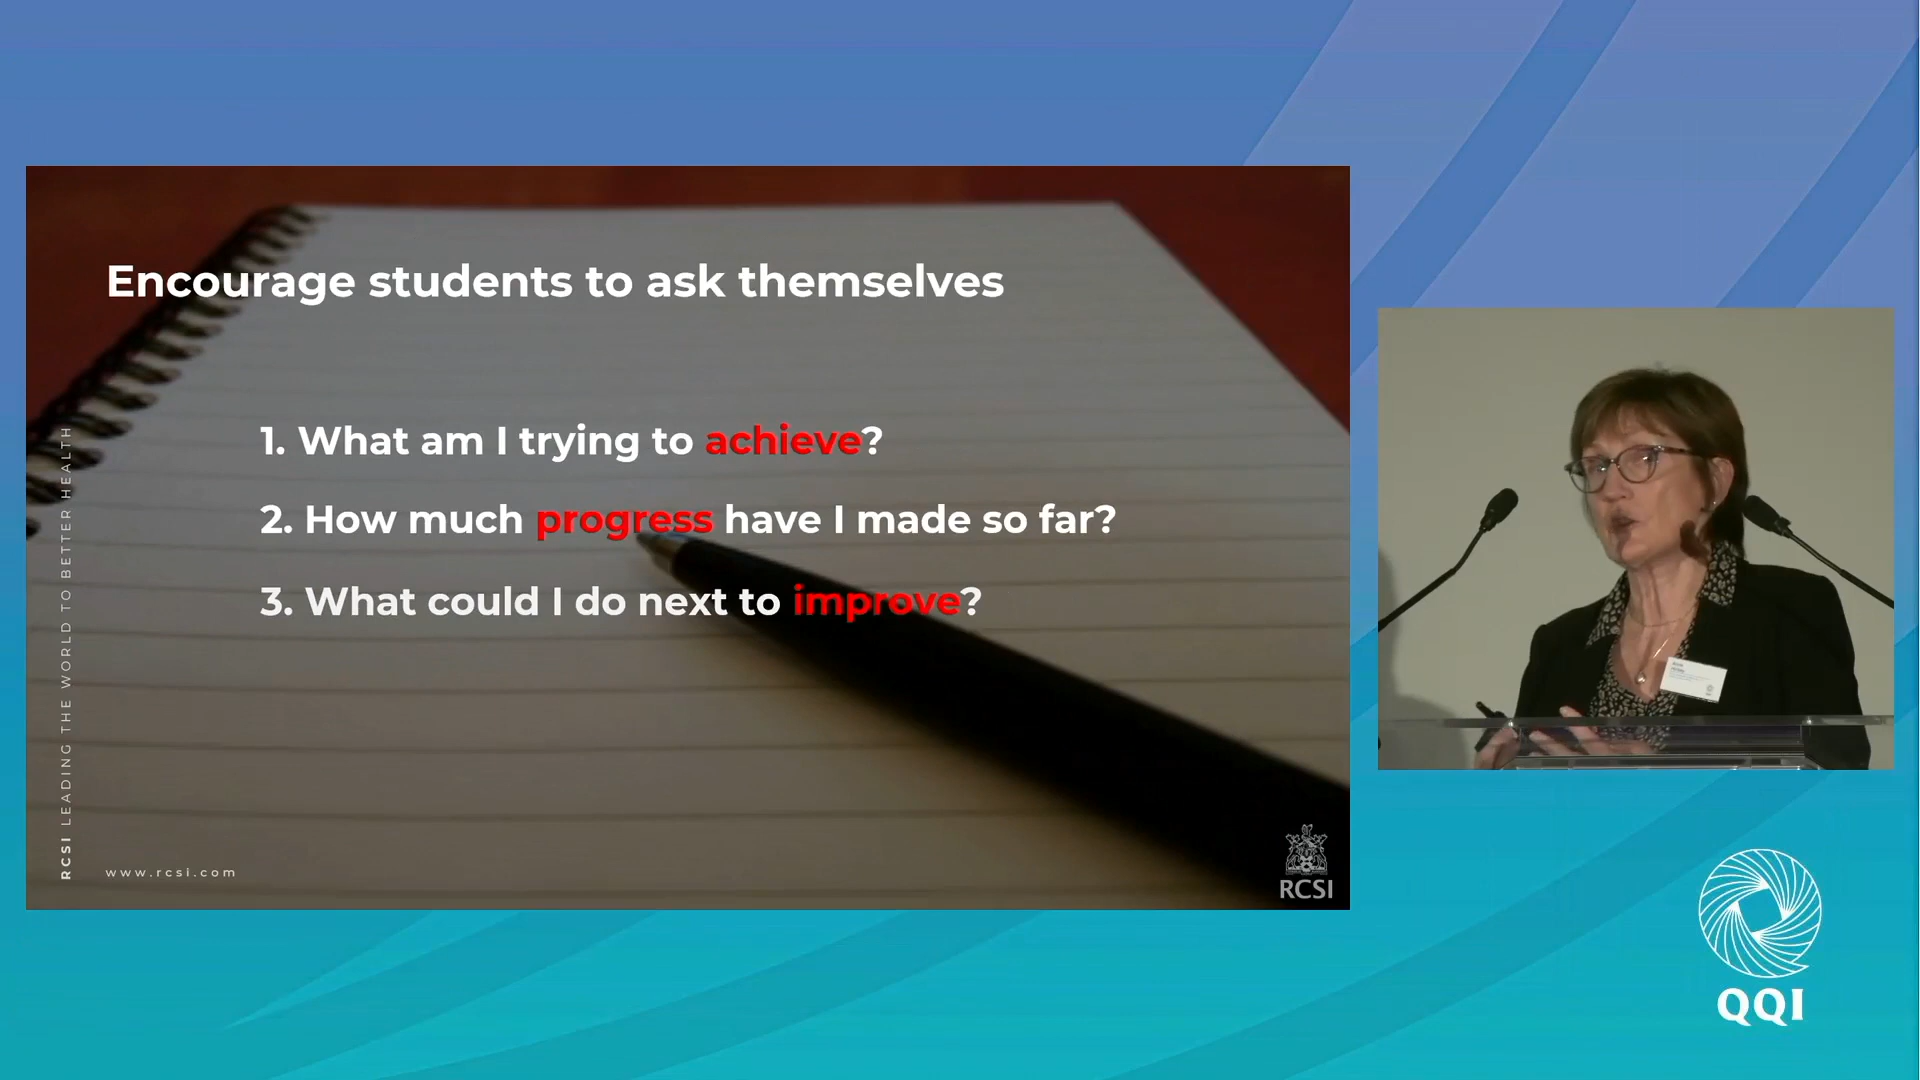 Encourage students to ask themselves
1. What am I trying to achieve?
2. How much progress have I made so far?
3. What could I do next to improve?
RCSI LEADING THE WORLD TO BETTER HEALTH
www.rcsi.com
RCSI
QQI